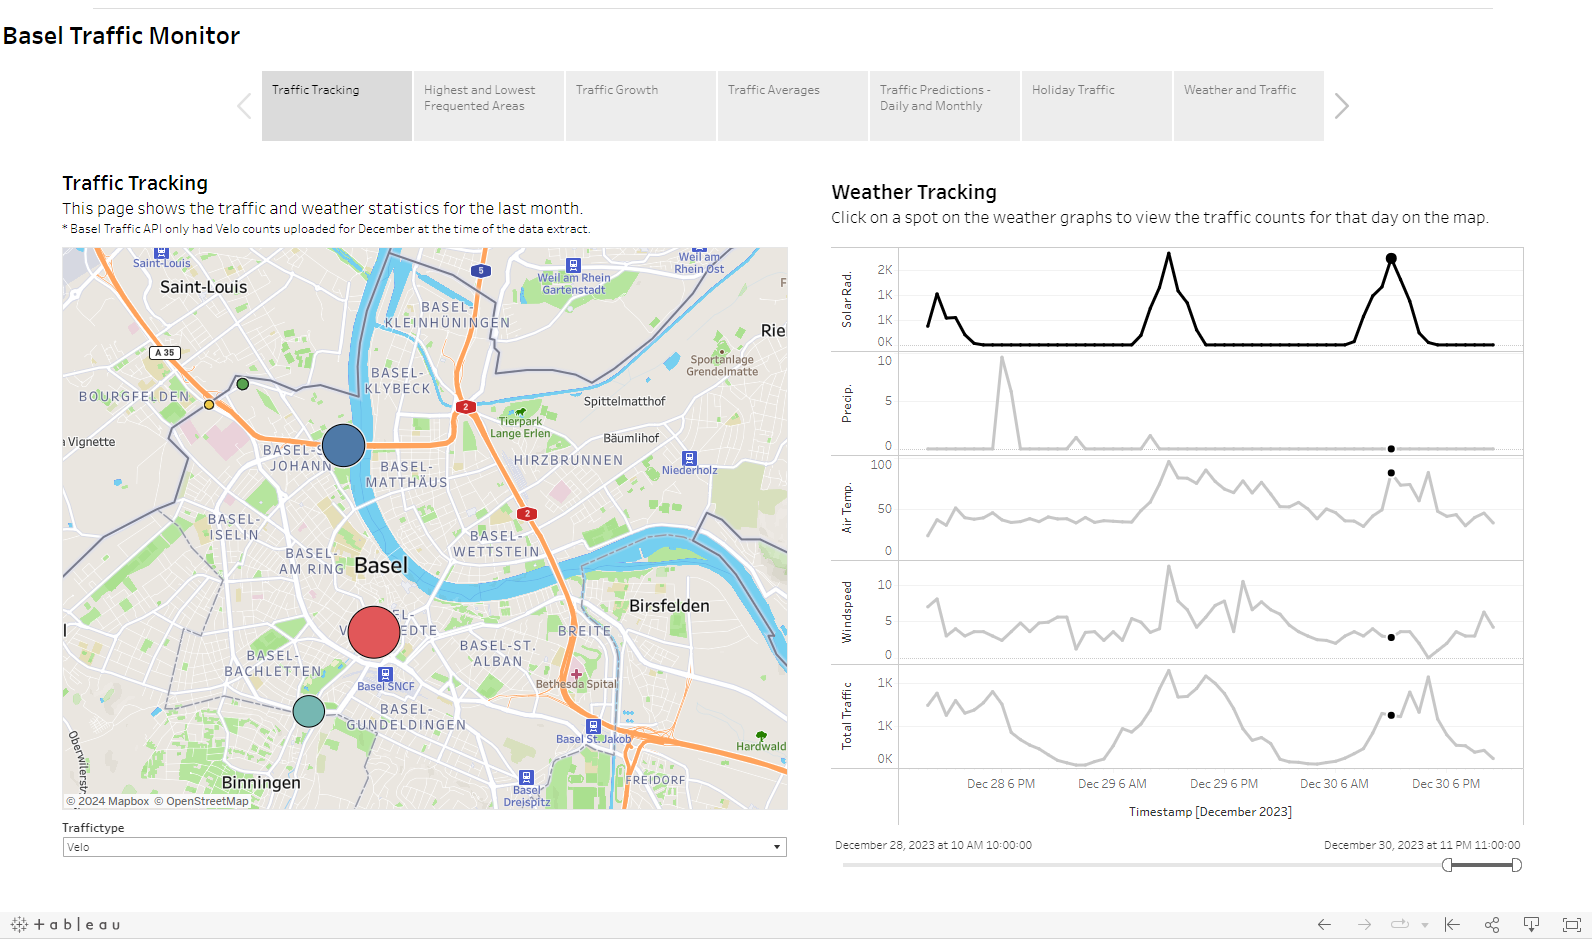 Basel Traffic Monitor
Traffic Tracking
Highest and Lowest
Frequented Areas
Traffic Growth
Traffic Averages
Traffic Predictions -
Daily and Monthly
Holiday Traffic
Weather and Traffic
Traffic Tracking
This page shows the traffic and weather statistics for the last month.
* Basel Traffic API only had Velo counts uploaded for December at the time of the data extract.
Saint-Louis
Saint-Louis
5
Weil am Rhein
Gartenstadt
Weil am
Rhein Ost
F
BASEL-
KLEINHÜNINGEN
Rie
A 35
Sportanlage
Grendelmatte
BASEL-
KLYBECK
BOURGFELDEN
2
Spittelmatthof
Tierpark
Lange Erlen
a Vignette
Bäumlihof
BASEL-S
JOHANN
HIRZBRUNNEN
Niederholz
BASEL-
MATTHÄUS
2
BASEL-
ISELIN
BASEL-
WETTSTEIN
BASEL-
AM RING
Basel
Birsfelden
EL-
V EDTE
BREITE
BASEL-ST.
ALBAN
BASEL-
BACHLETTEN
Bethesda Spital
Basel SNCF
BASEL-
GUNDELDINGEN
Basel St. Jakob
Hardwald
Oberwilerst
Binningen
FREIDORF
Basel
Dreispitz
© 2024 Mapbox © OpenStreetMap
Traffictype
Velo
Weather Tracking
Click on a spot on the weather graphs to view the traffic counts for that day on the map.
Solar Rad.
2K
1K
1K
0K
Precip.
10
5
0
Air Temp.
100
50
0
Windspeed
10
5
0
Total Traffic
1K
1K
0K
Dec 28 6 PM
Dec 29 6 AM
Dec 29 6 PM
Dec 30 6 AM
Dec 30 6 PM
Timestamp [December 2023]
December 28, 2023 at 10 AM 10:00:00
December 30, 2023 at 11 PM 11:00:00
+ a b | e a u